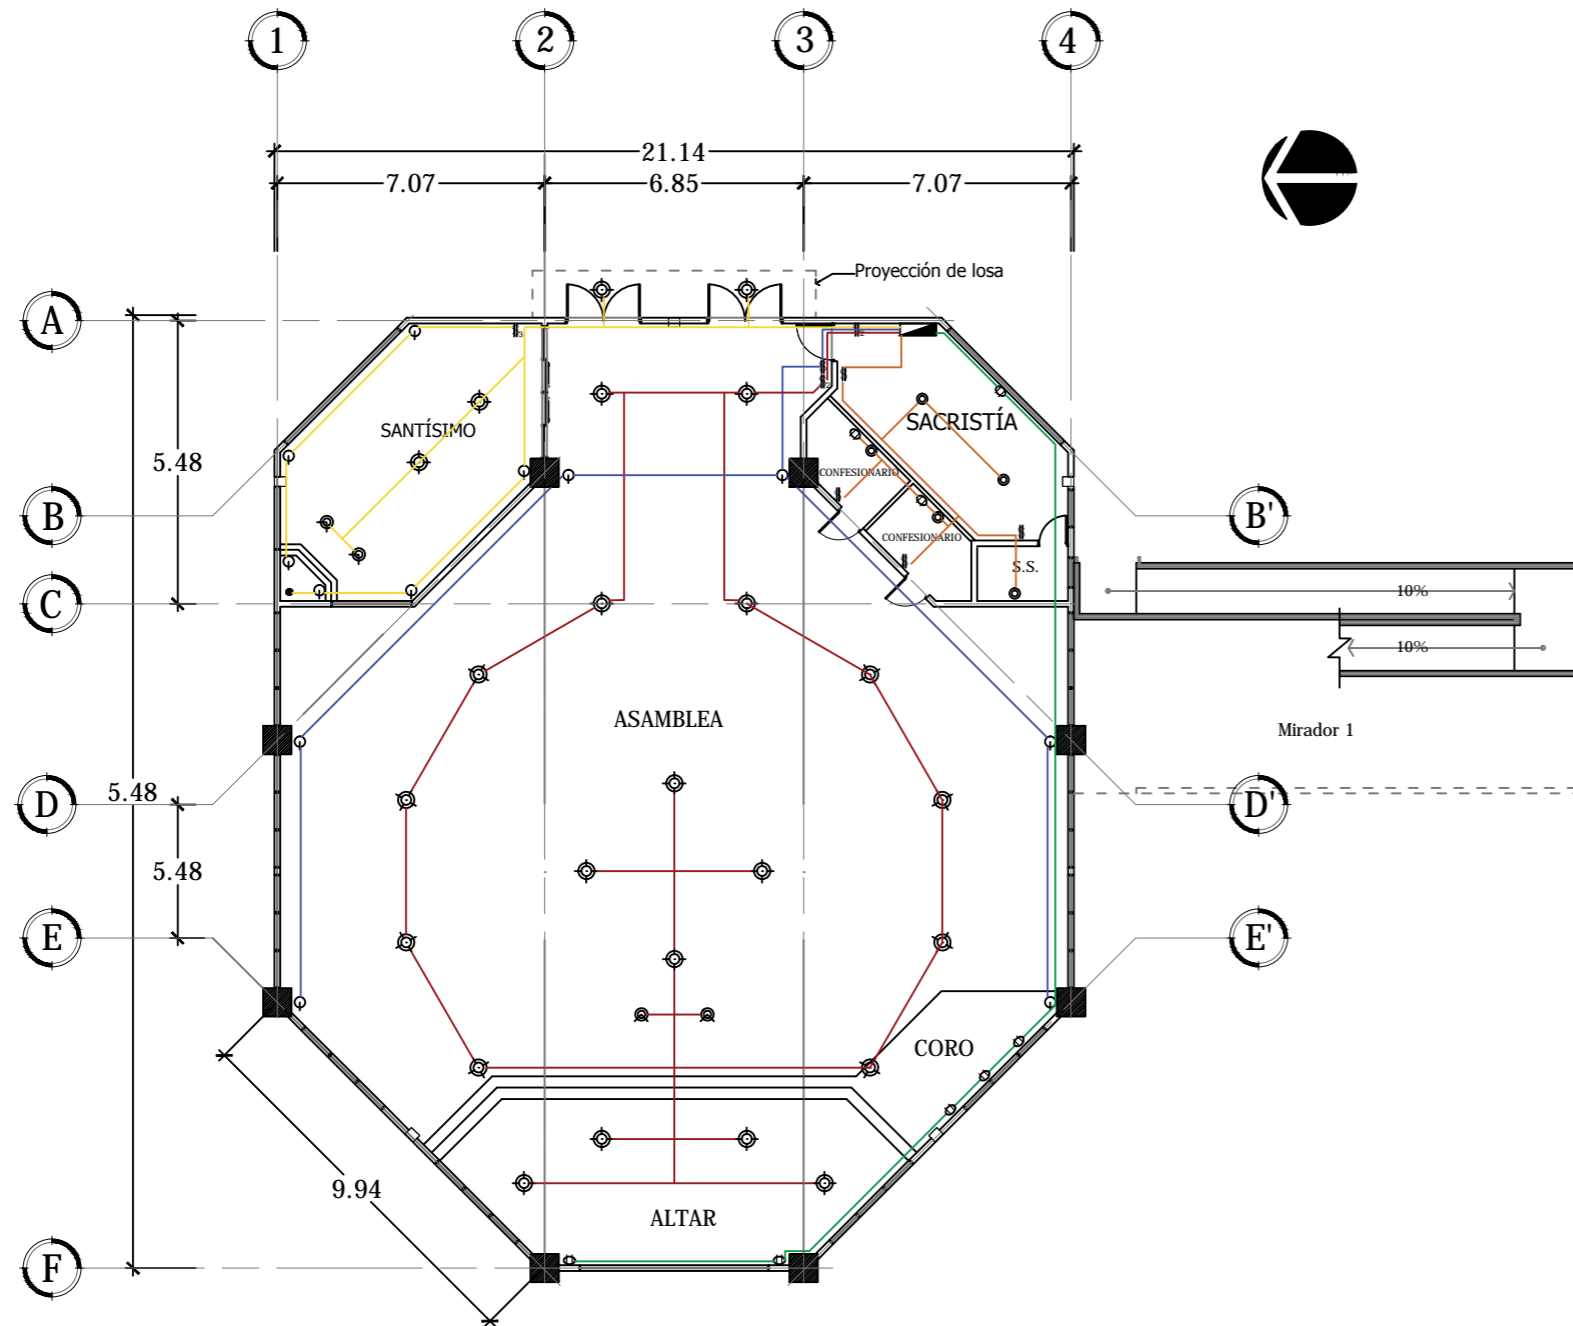 1 2 3 4
21.14
7.07 6.85 7.07
Proyección de losa
A
SANTÍSIMO
SACRISTÍA
5.48
CONFESIONARIO
B
B'
CONFESIONARIO
S.S.
C
10%
10%
ASAMBLEA
Mirador 1
D
5.48
D'
5.48
E
E'
CORO
9.94
ALTAR
F